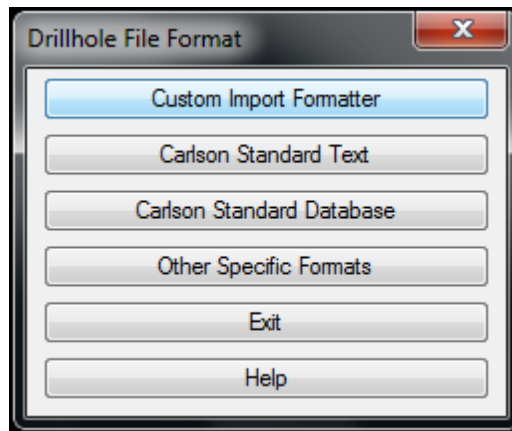 Drillhole File Format
Custom Import Formatter
Carlson Standard Text
Carlson Standard Database
Other Specific Formats
Exit
Help